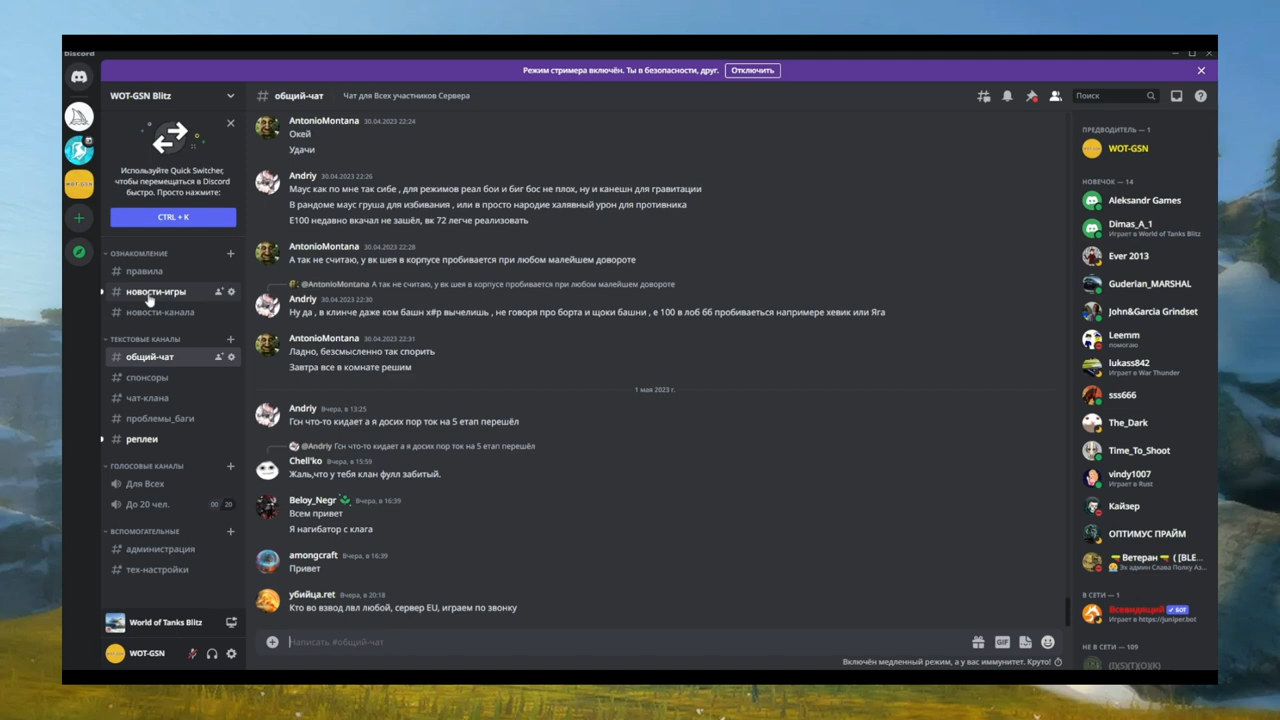 Discord
Режим стримера включён. Ты в безопасности, друг.
Отключить
WOT-GSN Blitz
общий-чат
Чат для Всех участников Сервера
Поиск
Используйте Quick Switcher,
чтобы перемещаться в Discord
быстро. Просто нажмите:
CTRL + K
WOT-GSN
ОЗНАКОМЛЕНИЕ
правила
новости-игры
новости-канала
ТЕКСТОВЫЕ КАНАЛЫ
общий-чат
спонсоры
чат-клана
проблемы_баги
реплеи
ГОЛОСОВЫЕ КАНАЛЫ
Для Всех
До 20 чел.
00 20
ВСПОМОГАТЕЛЬНЫЕ
администрация
тех-настройки
World of Tanks Blitz
WOT-GSN
AntonioMontana 30.04.2023 22:24
Окей
Удачи
Andriy 30.04.2023 22:26
Маус как по мне так сибе , для режимов реал бои и биг бос не плох, ну и канешн для гравитации
В рандоме маус груша для избивания , или в просто народие халявный урон для противника
Е100 недавно вкачал не зашёл, вк 72 легче реализовать
AntonioMontana 30.04.2023 22:28
А так не считаю, у вк шея в корпусе пробивается при любом малейшем довороте
@AntonioMontana А так не считаю, у вк шея в корпусе пробивается при любом малейшем довороте
Andriy 30.04.2023 22:30
Ну да , в клинче даже ком башн х#р вычелишь , не говоря про борта и щоки башни , е 100 в лоб бб пробиваеться например хевик или Яга
AntonioMontana 30.04.2023 22:31
Ладно, безсмысленно так спорить
Завтра все в комнате решим
1 мая 2023 г.
Andriy Вчера, в 13:25
Гсн что-то кидает а я досих пор ток на 5 етап перешёл
@Andriy Гсн что-то кидает а я досих пор ток на 5 етап перешёл
Chell'ko Вчера, в 15:59
Жаль,что у тебя клан фулл забитый.
Beloy_Negr Вчера, в 16:39
Всем привет
Я нагибатор с клага
amongcraft Вчера, в 16:39
Привет
убийца.ret Вчера, в 20:18
Кто во взвод лвл любой, сервер EU, играем по звонку
Написать #общий-чат
GIF
Включён медленный режим, а у вас иммунитет. Круто!
ПРЕДВОДИТЕЛЬ — 1
WOT-GSN
НОВЕЧОК — 14
Aleksandr Games
Dimas_A_1
Играет в World of Tanks Blitz
Ever 2013
Guderian_MARSHAL
John&Garcia Grindset
Leemm
помогаю
lukass842
Играет в War Thunder
sss666
The_Dark
Time_To_Shoot
vindy1007
Играет в Rust
Кайзер
ОПТИМУС ПРАЙМ
Ветеран ( [BLE...
Эх админ Слава Полку Аз...
В СЕТИ — 1
Всевидящий БОТ
Играет в https://juniper.bot
НЕ В СЕТИ — 109